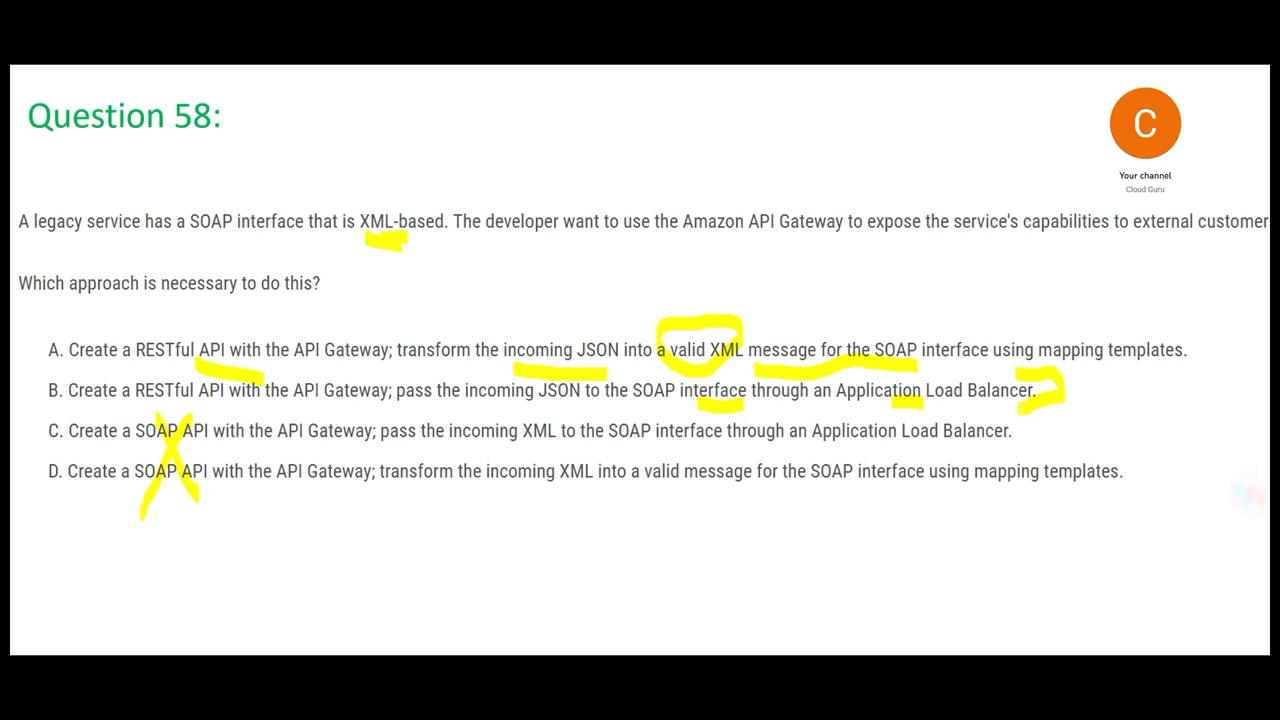 Question 58:
C
Your channel
Cloud Guru
A legacy service has a SOAP interface that is XML-based. The developer want to use the Amazon API Gateway to expose the service's capabilities to external customer
Which approach is necessary to do this?
A. Create a RESTful API with the API Gateway; transform the incoming JSON into a valid XML message for the SOAP interface using mapping templates.
B. Create a RESTful API with the API Gateway; pass the incoming JSON to the SOAP interface through an Application Load Balancer.
C. Create a SOAP API with the API Gateway; pass the incoming XML to the SOAP interface through an Application Load Balancer.
D. Create a SOAP API with the API Gateway; transform the incoming XML into a valid message for the SOAP interface using mapping templates.